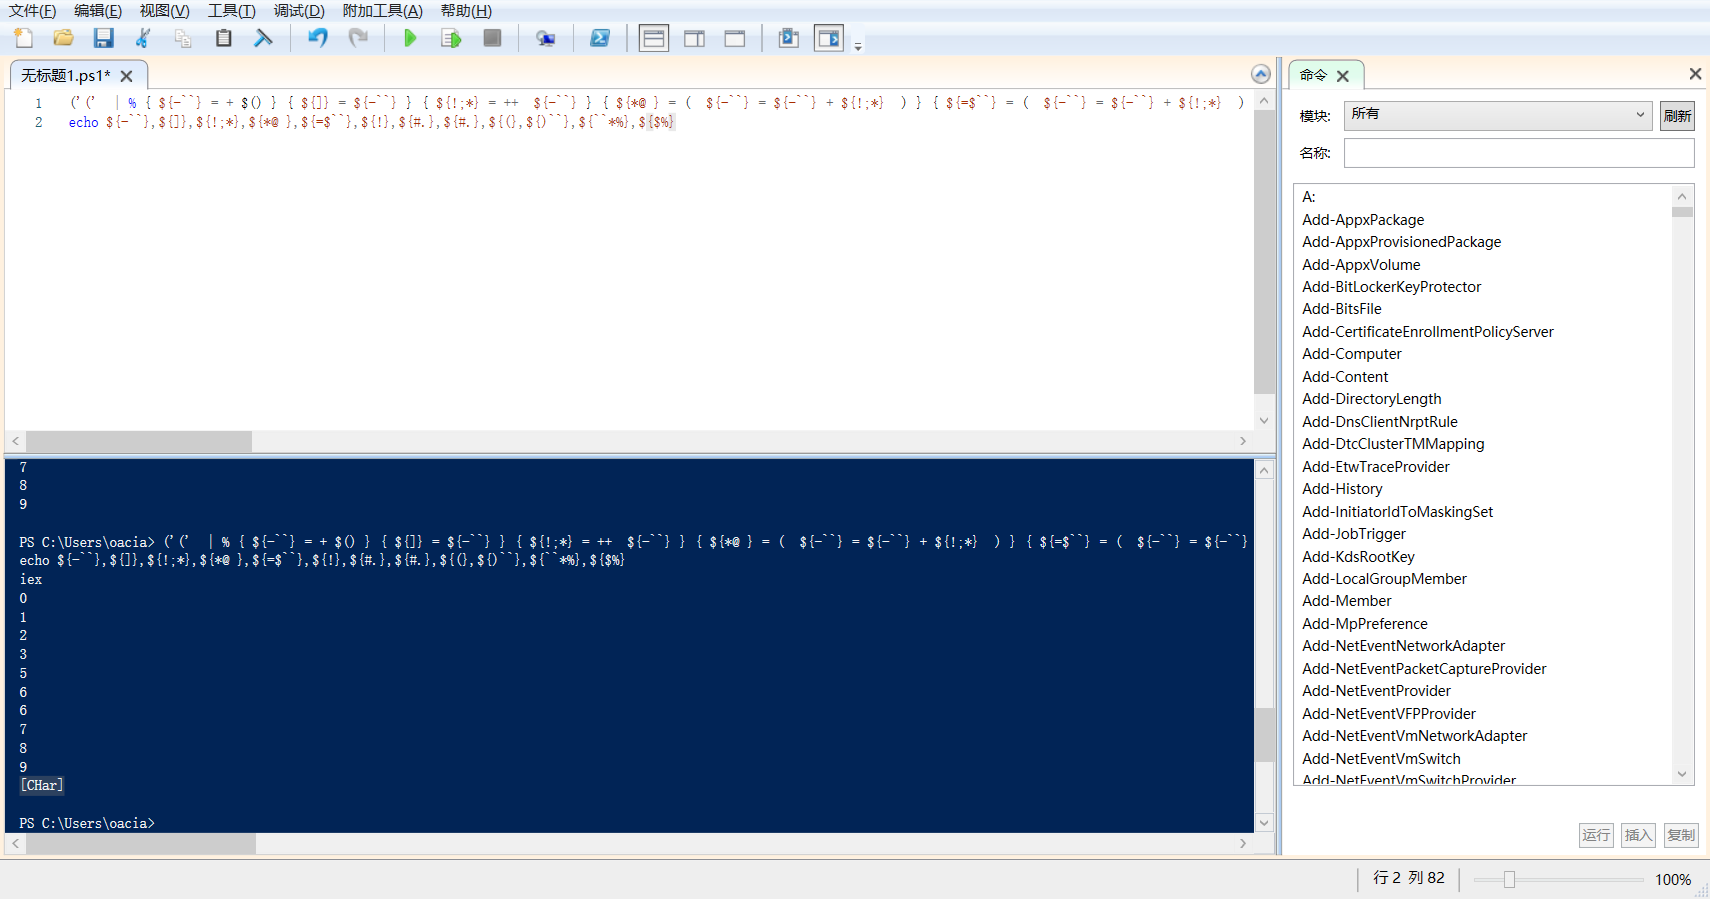 文件(F) 编辑(E) 视图(V) 工具(T) 调试(D) 附加工具(A) 帮助(H)
无标题1.ps1*
1 ('(' | % { ${-``} = + $() } { ${]} = ${-``} } { ${!;*} = ++ ${-``} } { ${*@ } = ( ${-``} = ${-``} + ${!;*} ) } { ${=$``} = ( ${-``} = ${-``} + ${!;*} )
2 echo ${-``},${]},${!;*},${*@ },${=$``},${!},${#.},${#.},${(},${)``},${``*%},${$%}
7
8
9
PS C:\Users\oacia> ('(' | % { ${-``} = + $() } { ${]} = ${-``} } { ${!;*} = ++ ${-``} } { ${*@ } = ( ${-``} = ${-``} + ${!;*} ) } { ${=$``} = ( ${-``} = ${-``}
echo ${-``},${]},${!;*},${*@ },${=$``},${!},${#.},${#.},${(},${)``},${``*%},${$%}
iex
0
1
2
3
5
6
6
7
8
9
[CHar]
PS C:\Users\oacia>
命令
模块: 所有 刷新
名称:
A:
Add-AppxPackage
Add-AppxProvisionedPackage
Add-AppxVolume
Add-BitLockerKeyProtector
Add-BitsFile
Add-CertificateEnrollmentPolicyServer
Add-Computer
Add-Content
Add-DirectoryLength
Add-DnsClientNrptRule
Add-DtcClusterTMMapping
Add-EtwTraceProvider
Add-History
Add-InitiatorIdToMaskingSet
Add-JobTrigger
Add-KdsRootKey
Add-LocalGroupMember
Add-Member
Add-MpPreference
Add-NetEventNetworkAdapter
Add-NetEventPacketCaptureProvider
Add-NetEventProvider
Add-NetEventVFPProvider
Add-NetEventVmNetworkAdapter
Add-NetEventVmSwitch
Add-NetEventVmSwitchProvider
运行 插入 复制
行 2 列 82 100%